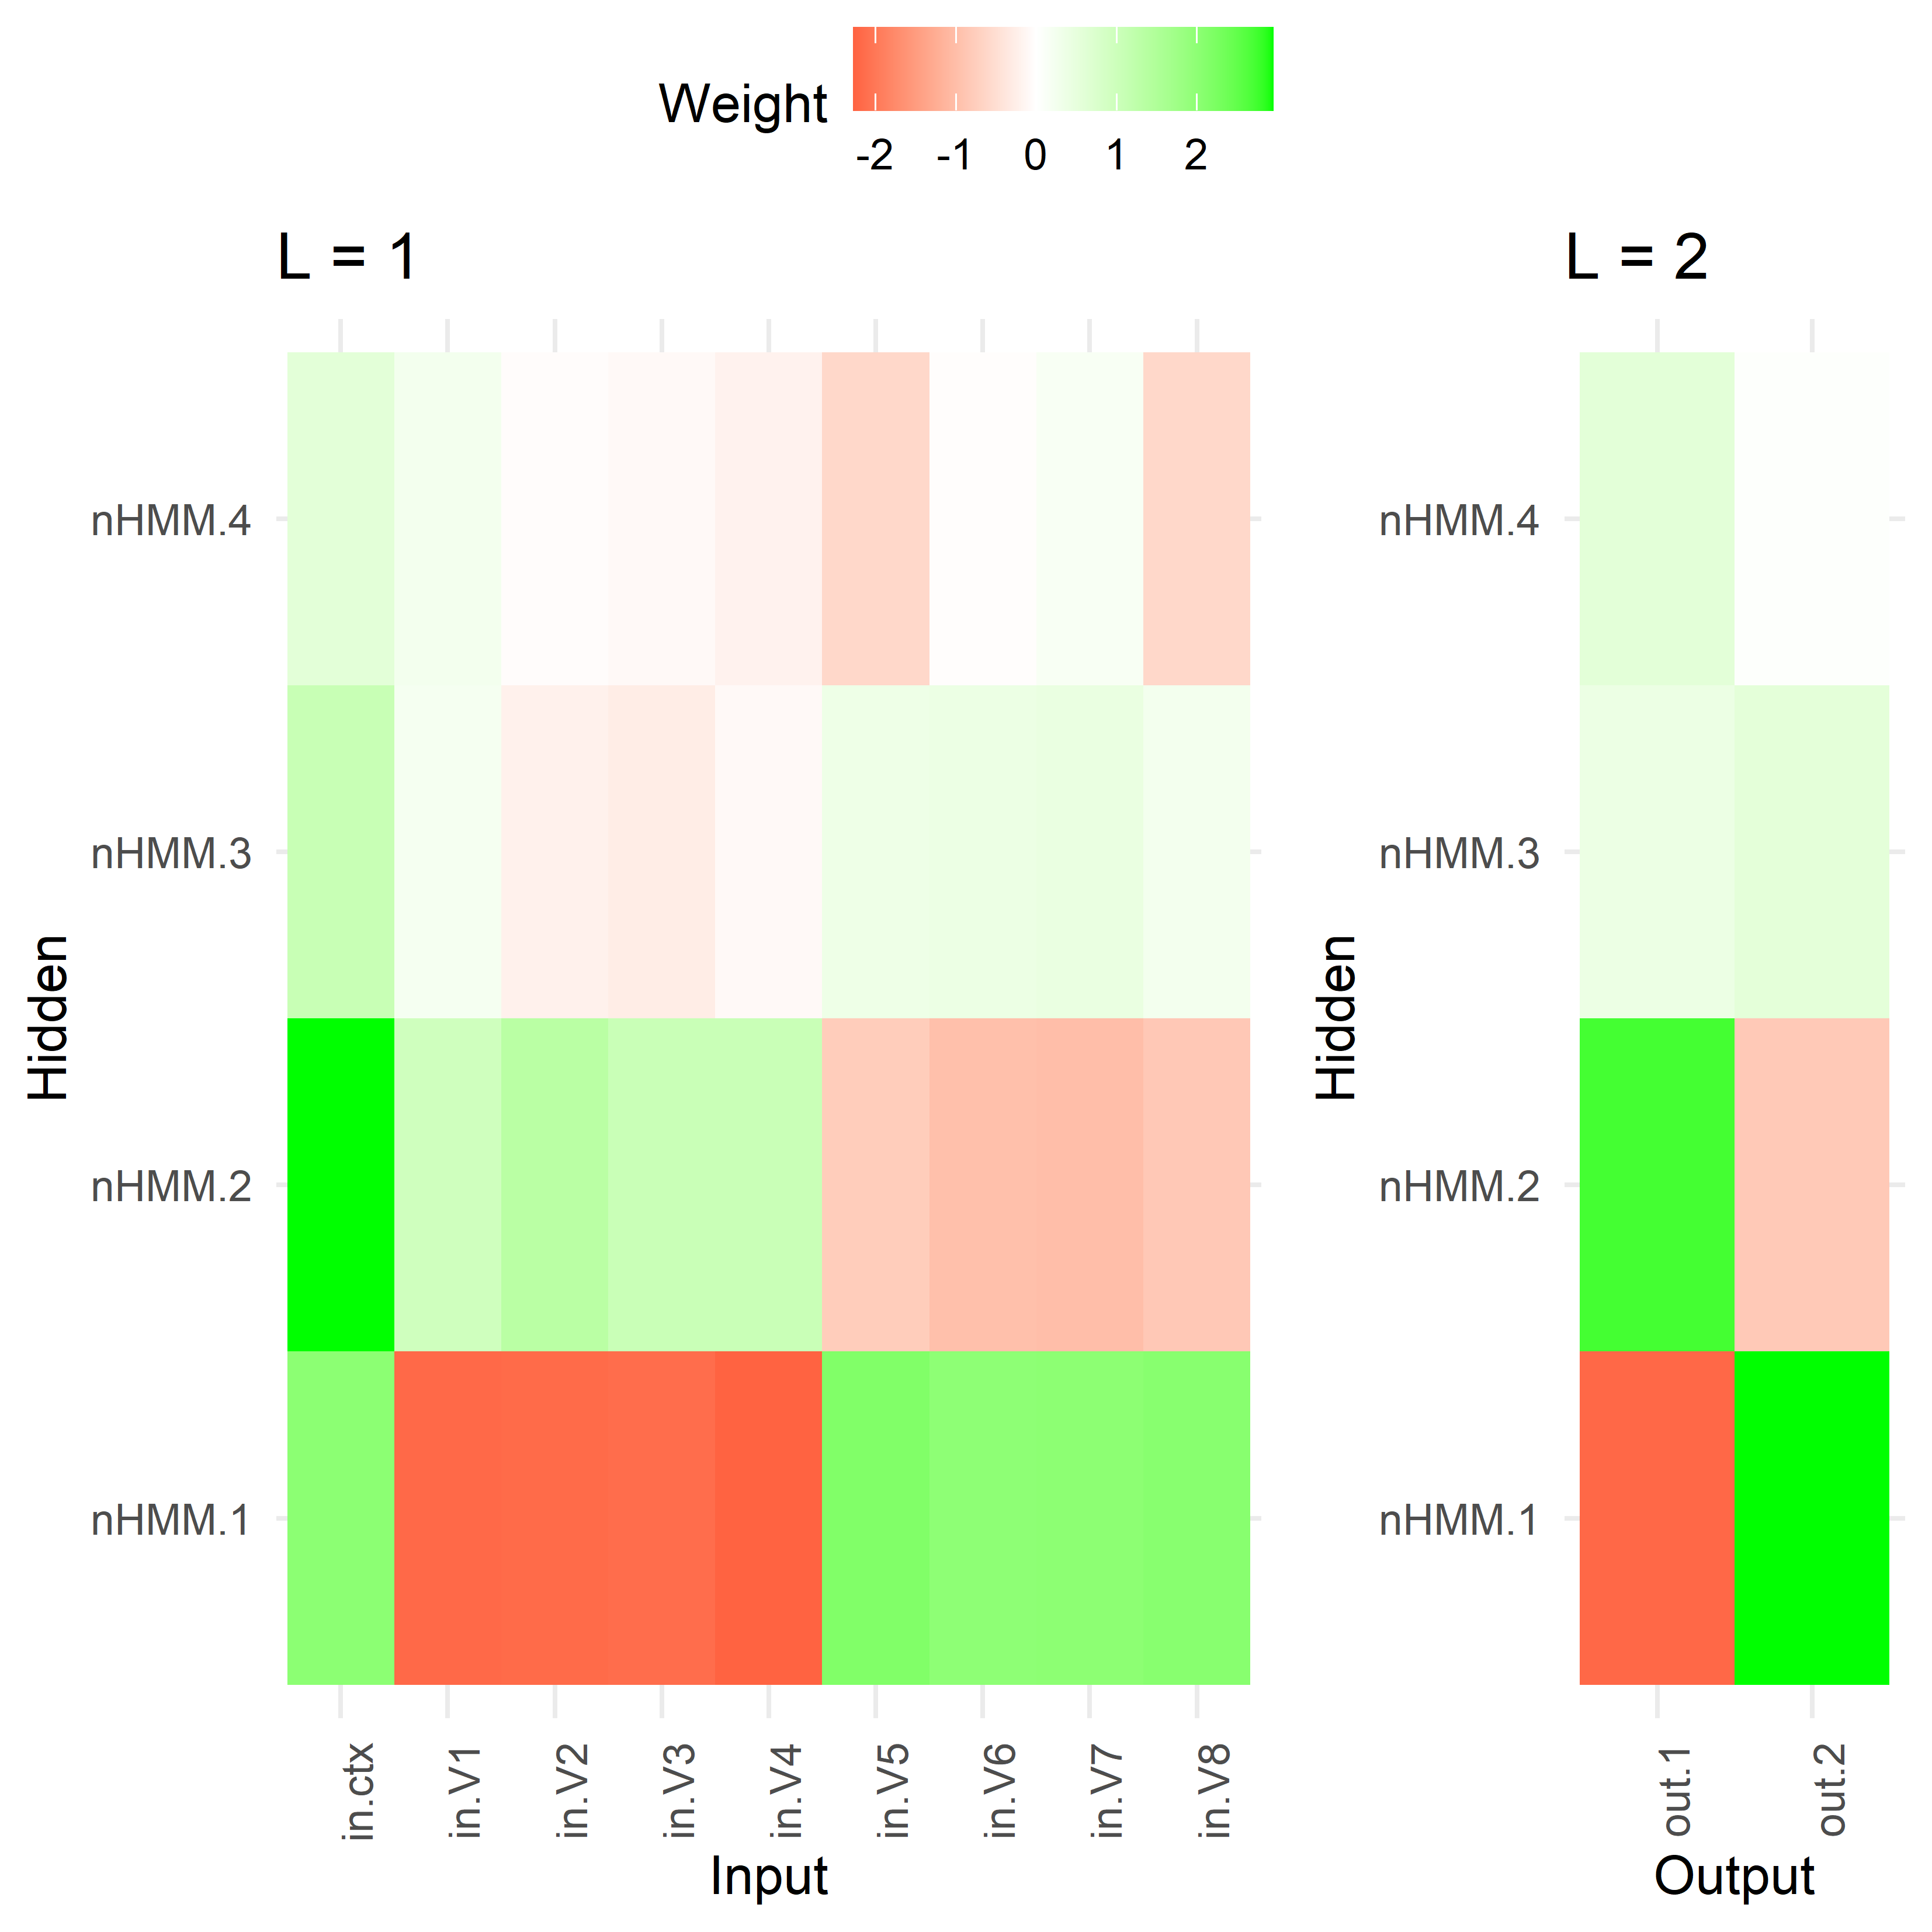 Weight
-2 -1 0 1 2
L = 1
L = 2
Hidden
nHMM.4
nHMM.3
nHMM.2
nHMM.1
in.ctx in.V1 in.V2 in.V3 in.V4 in.V5 in.V6 in.V7 in.V8
Input
Hidden
nHMM.4
nHMM.3
nHMM.2
nHMM.1
out.1 out.2
Output